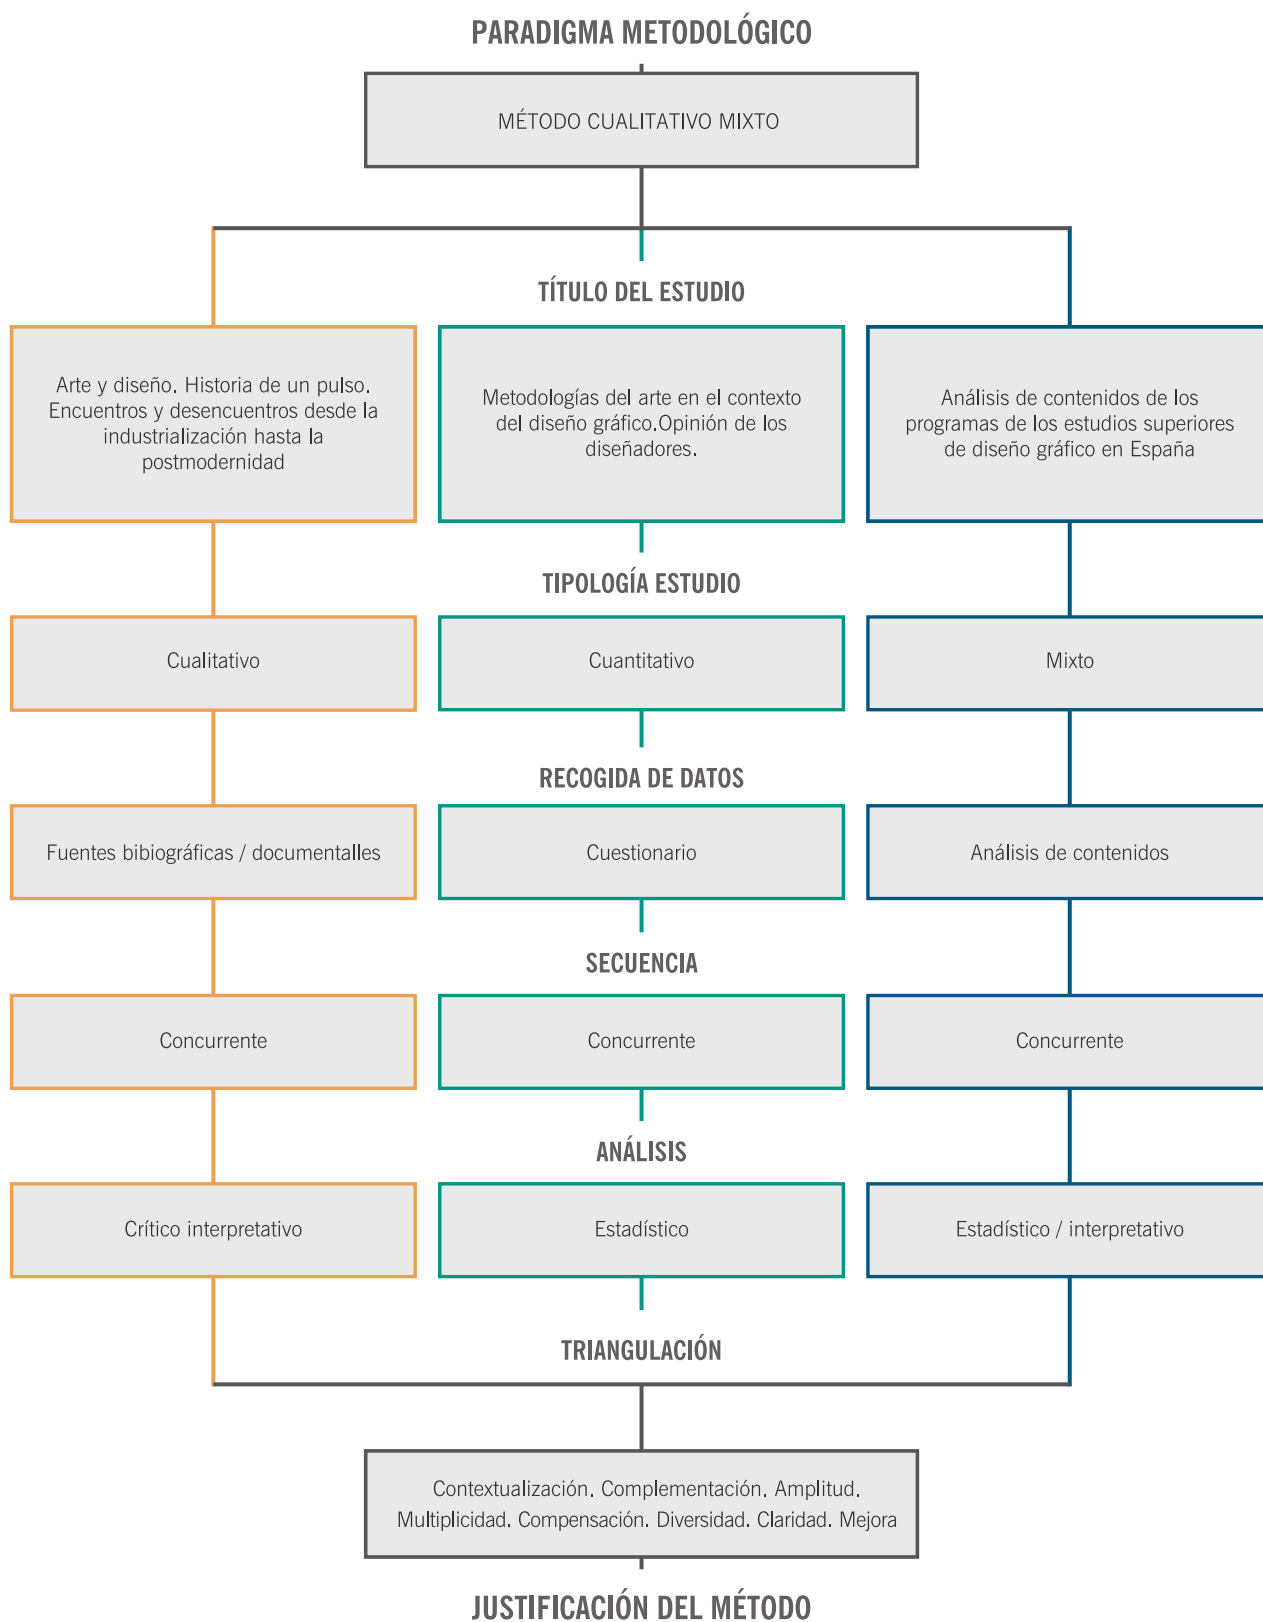 PARADIGMA METODOLÓGICO
MÉTODO CUALITATIVO MIXTO
TÍTULO DEL ESTUDIO
Arte y diseño. Historia de un pulso.
Encuentros y desencuentros desde la
industrialización hasta la
postmodernidad
Metodologías del arte en el contexto
del diseño gráfico.Opinión de los
diseñadores.
Análisis de contenidos de los
programas de los estudios superiores
de diseño gráfico en España
TIPOLOGÍA ESTUDIO
Cualitativo
Cuantitativo
Mixto
RECOGIDA DE DATOS
Fuentes bibiográficas / documentalles
Cuestionario
Análisis de contenidos
SECUENCIA
Concurrente
Concurrente
Concurrente
ANÁLISIS
Crítico interpretativo
Estadístico
Estadístico / interpretativo
TRIANGULACIÓN
Contextualización. Complementación. Amplitud.
Multiplicidad. Compensación. Diversidad. Claridad. Mejora
JUSTIFICACIÓN DEL MÉTODO